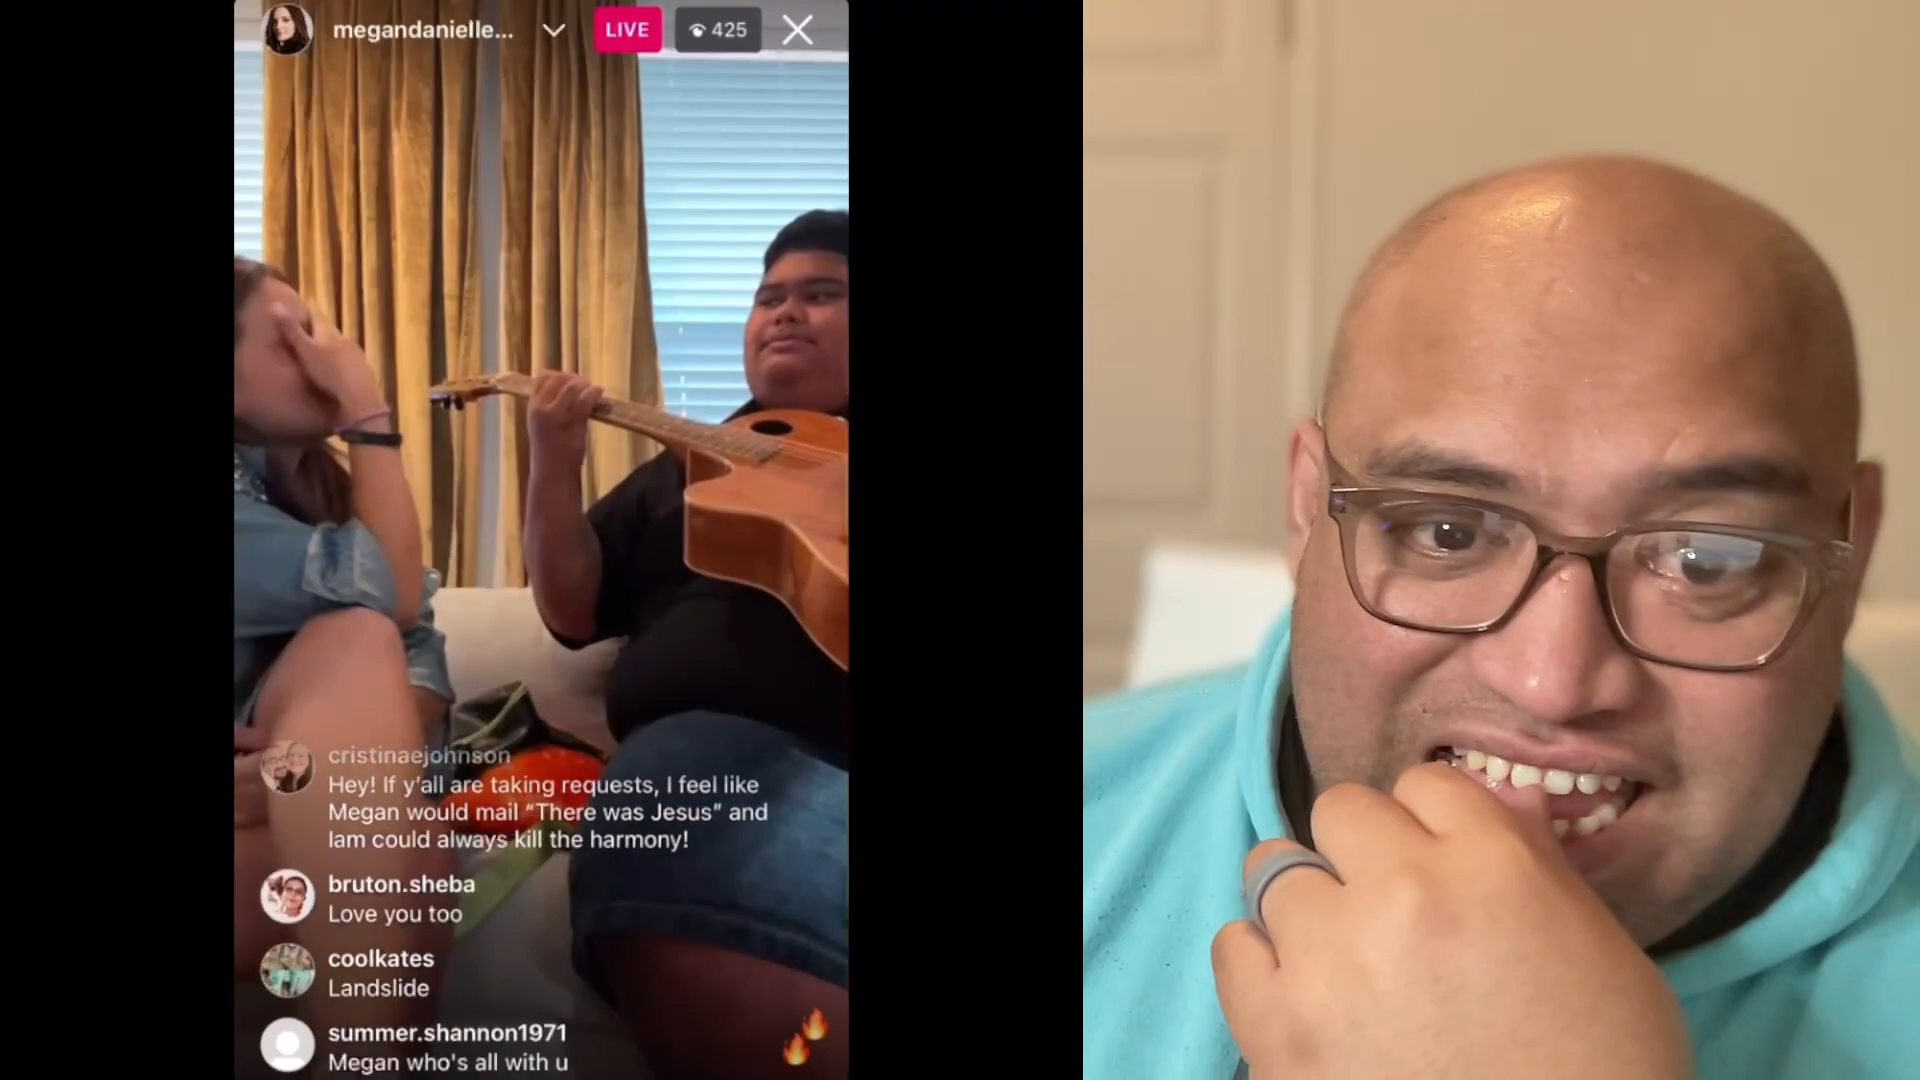 megandanielle...
LIVE
425
cristinaejohnson
Hey! If y'all are taking requests, I feel like
Megan would mail “There was Jesus” and
Iam could always kill the harmony!
bruton.sheba
Love you too
coolkates
Landslide
summer.shannon1971
Megan who's all with u